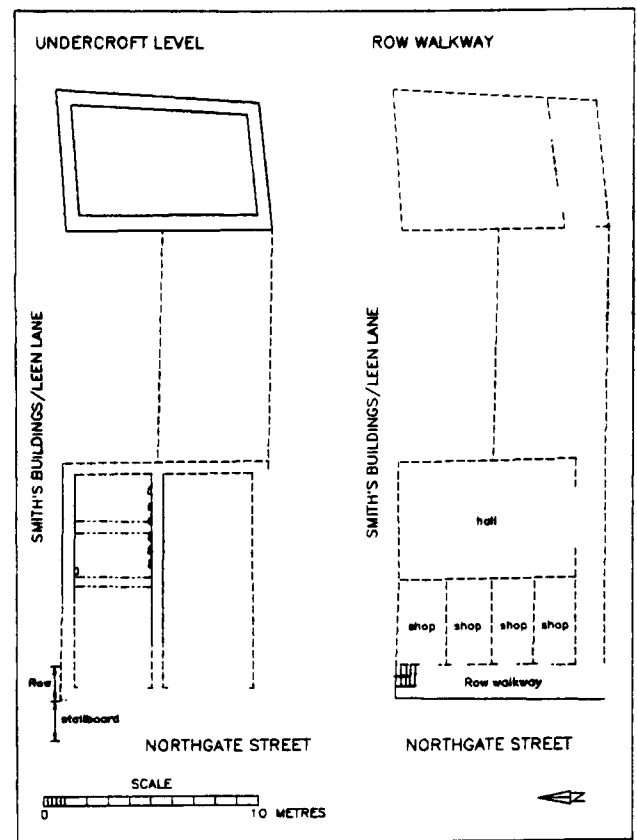 UNDERCROFT LEVEL
ROW WALKWAY
SMITH'S BUILDINGS/LEEN LANE
SMITH'S BUILDINGS/LEEN LANE
hall
shop shop shop shop
Row
Row walkway
stallboard
NORTHGATE STREET
NORTHGATE STREET
SCALE
0 10 METRES
N